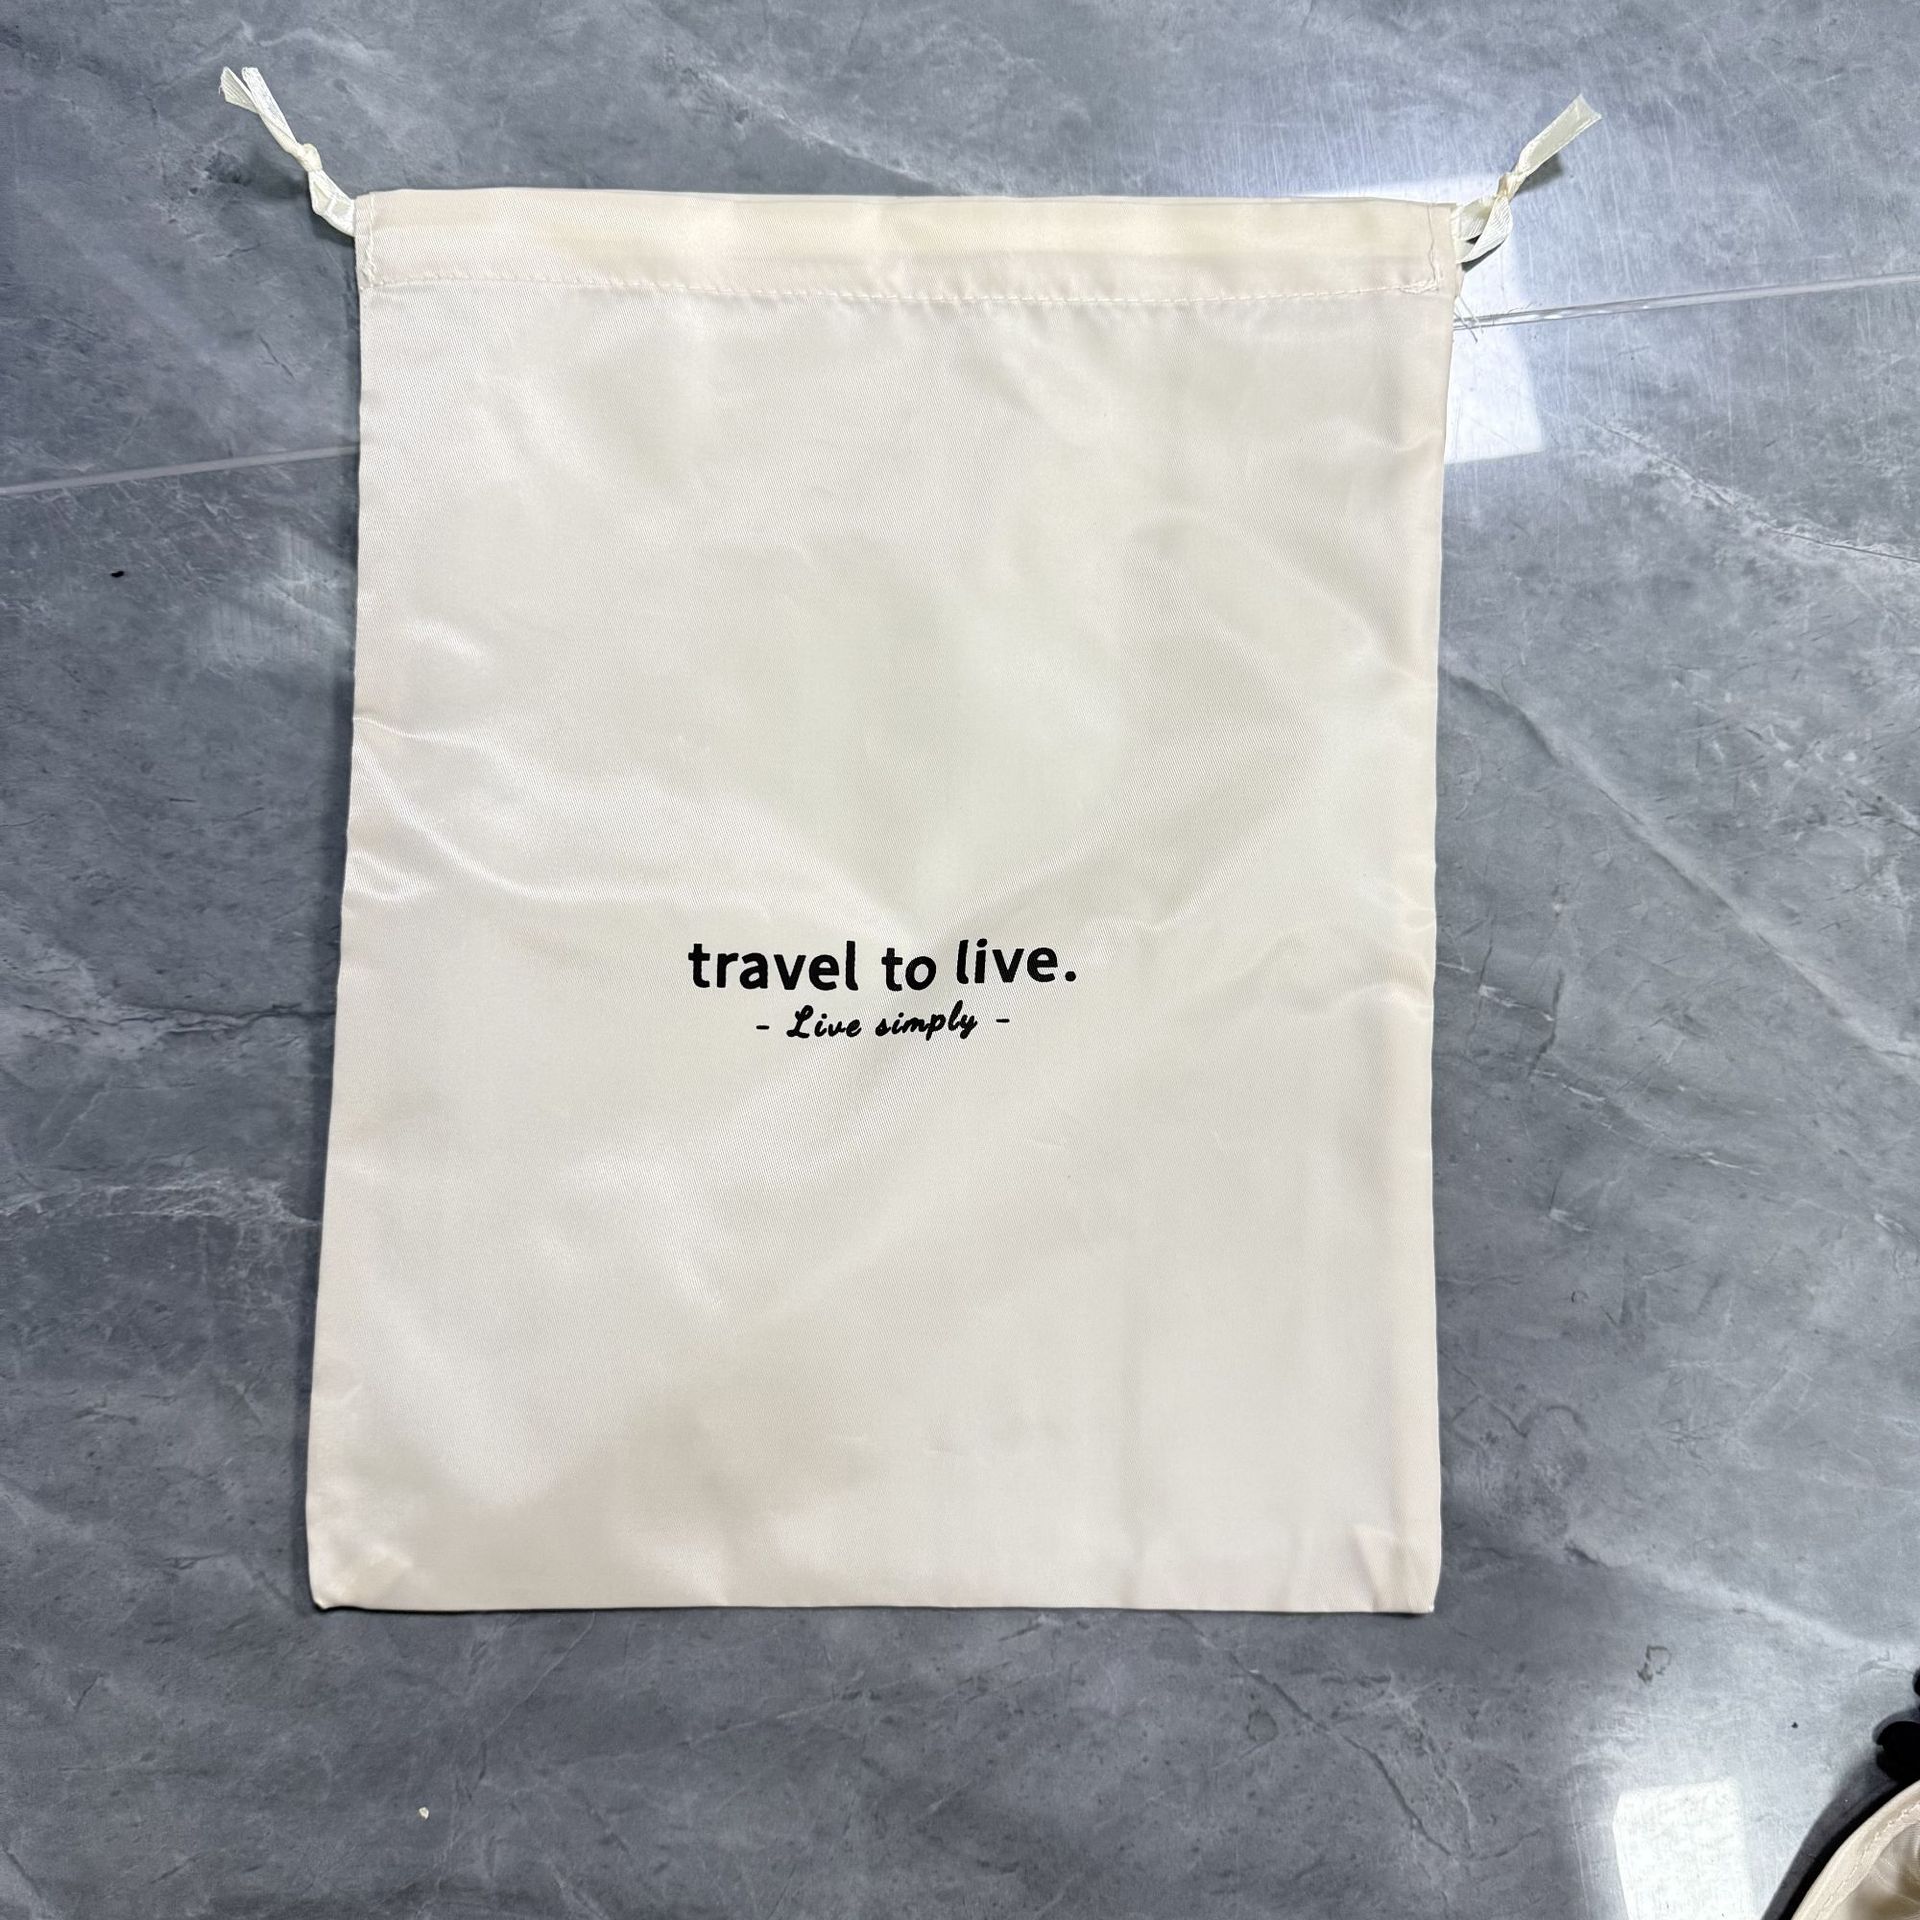 travel to live.
- Live simply -